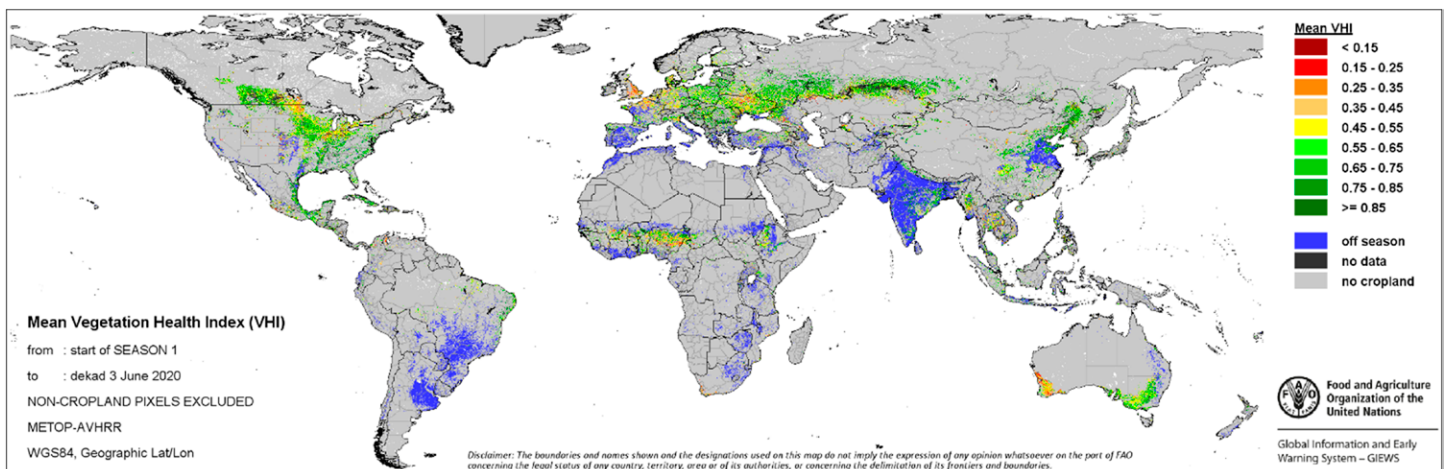 Mean VHI
< 0.15
0.15 - 0.25
0.25 - 0.35
0.35 - 0.45
0.45 - 0.55
0.55 - 0.65
0.65 - 0.75
0.75 - 0.85
>= 0.85
off season
no data
no cropland
Mean Vegetation Health Index (VHI)
from : start of SEASON 1
to : dekad 3 June 2020
NON-CROPLAND PIXELS EXCLUDED
METOP-AVHRR
WGS84, Geographic Lat/Lon
Disclaimer: The boundaries and names shown and the designations used on this map do not imply the expression of any opinion whatsoever on the part of FAO
concerning the legal status of any country, territory, area or of its authorities, or concerning the delimitation of its frontiers and boundaries.
F A O
Food and Agriculture
Organization of the
United Nations
Global Information and Early
Warning System – GIEWS